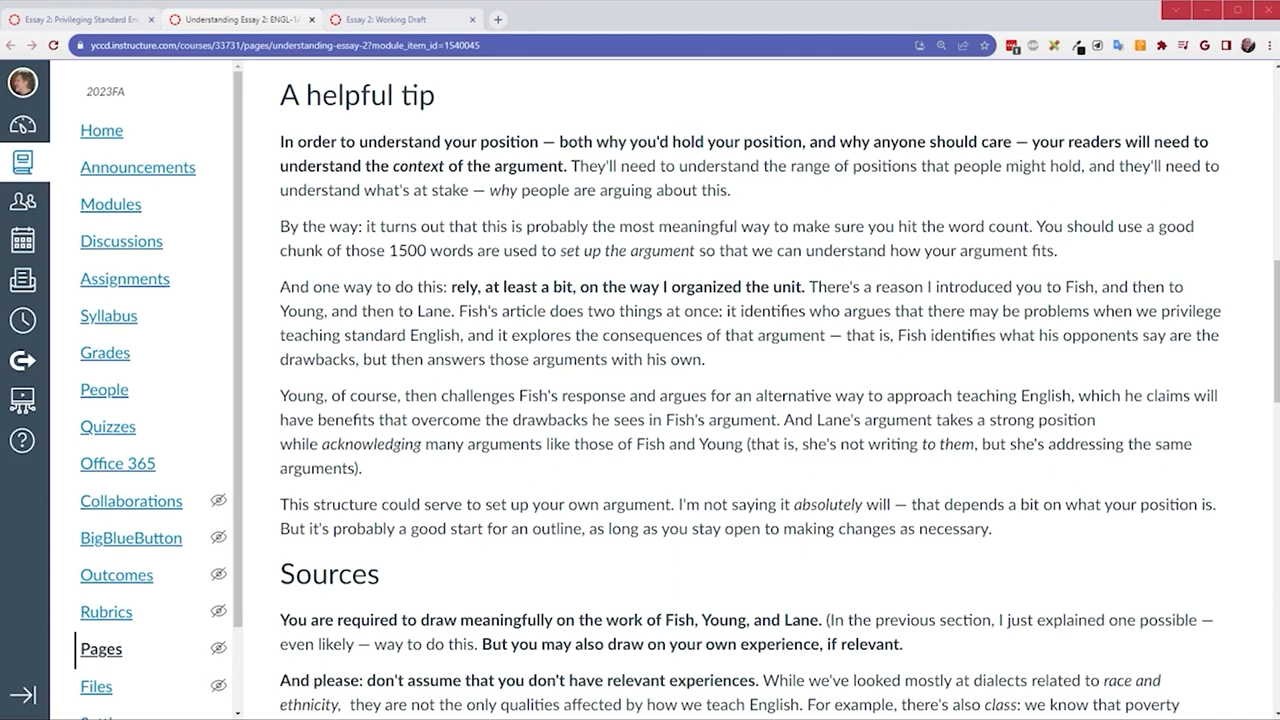 Essay 2: Privileging Standard En
Understanding Essay 2: ENGL-1
Essay 2: Working Draft
yccd.instructure.com/courses/33731/pages/understanding-essay-2?module_item_id=1540045
2023FA
Home
Announcements
Modules
Discussions
Assignments
Syllabus
Grades
People
Quizzes
Office 365
Collaborations
BigBlueButton
Outcomes
Rubrics
Pages
Files
A helpful tip
In order to understand your position — both why you'd hold your position, and why anyone should care — your readers will need to
understand the context of the argument. They'll need to understand the range of positions that people might hold, and they'll need to
understand what's at stake — why people are arguing about this.
By the way: it turns out that this is probably the most meaningful way to make sure you hit the word count. You should use a good
chunk of those 1500 words are used to set up the argument so that we can understand how your argument fits.
And one way to do this: rely, at least a bit, on the way I organized the unit. There's a reason I introduced you to Fish, and then to
Young, and then to Lane. Fish's article does two things at once: it identifies who argues that there may be problems when we privilege
teaching standard English, and it explores the consequences of that argument — that is, Fish identifies what his opponents say are the
drawbacks, but then answers those arguments with his own.
Young, of course, then challenges Fish's response and argues for an alternative way to approach teaching English, which he claims will
have benefits that overcome the drawbacks he sees in Fish's argument. And Lane's argument takes a strong position
while acknowledging many arguments like those of Fish and Young (that is, she's not writing to them, but she's addressing the same
arguments).
This structure could serve to set up your own argument. I'm not saying it absolutely will — that depends a bit on what your position is.
But it's probably a good start for an outline, as long as you stay open to making changes as necessary.
Sources
You are required to draw meaningfully on the work of Fish, Young, and Lane. (In the previous section, I just explained one possible —
even likely — way to do this. But you may also draw on your own experience, if relevant.
And please: don't assume that you don't have relevant experiences. While we've looked mostly at dialects related to race and
ethnicity, they are not the only qualities affected by how we teach English. For example, there's also class: we know that poverty